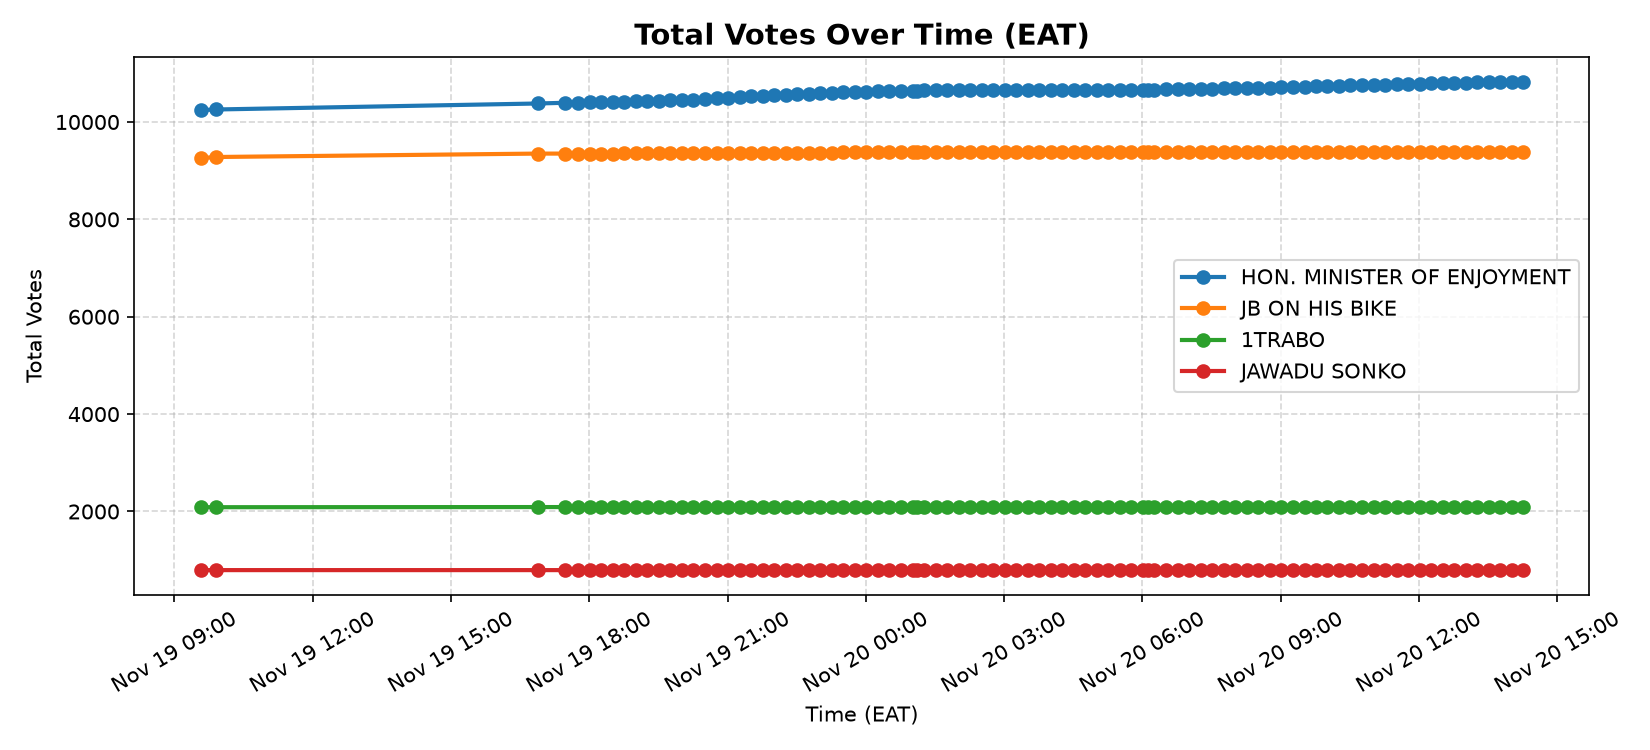 Total Votes Over Time (EAT)
Total Votes
10000
8000
6000
4000
2000
HON. MINISTER OF ENJOYMENT
JB ON HIS BIKE
1TRABO
JAWADU SONKO
Nov 19 09:00
Nov 19 12:00
Nov 19 15:00
Nov 19 18:00
Nov 19 21:00
Nov 20 00:00
Nov 20 03:00
Nov 20 06:00
Nov 20 09:00
Nov 20 12:00
Nov 20 15:00
Time (EAT)